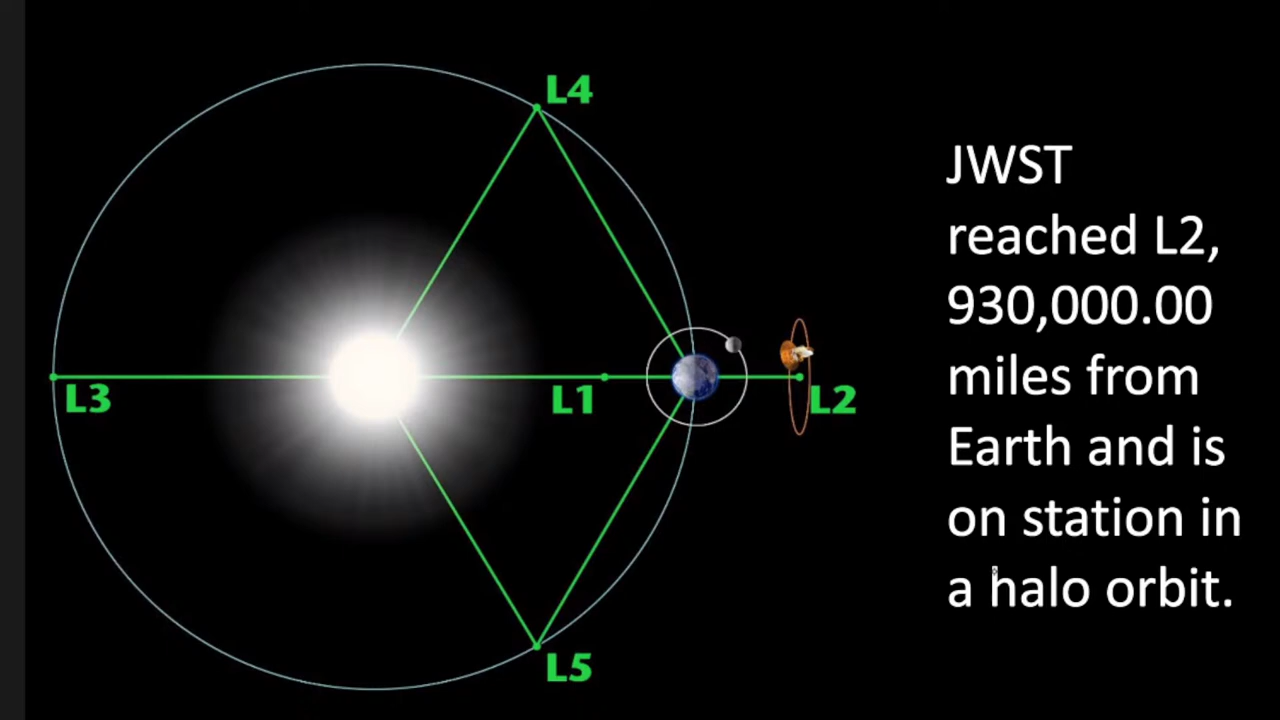 L4
L3
L1
L2
L5
JWST
reached L2,
930,000.00
miles from
Earth and is
on station in
a halo orbit.